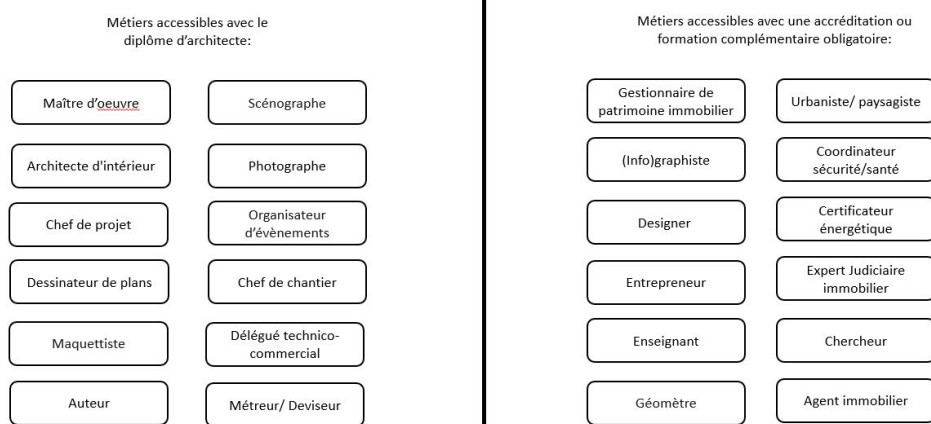 Métiers accessibles avec le
diplôme d'architecte:
Maître d'oeuvre
Scénographe
Architecte d'intérieur
Photographe
Chef de projet
Organisateur
d'évènements
Dessinateur de plans
Chef de chantier
Maquettiste
Délégué technico-
commercial
Auteur
Métreur/ Deviseur
Métiers accessibles avec une accréditation ou
formation complémentaire obligatoire:
Gestionnaire de
patrimoine immobilier
Urbaniste/ paysagiste
(Info)graphiste
Coordinateur
sécurité/santé
Designer
Certificateur
énergétique
Entrepreneur
Expert Judiciaire
immobilier
Enseignant
Chercheur
Géomètre
Agent immobilier